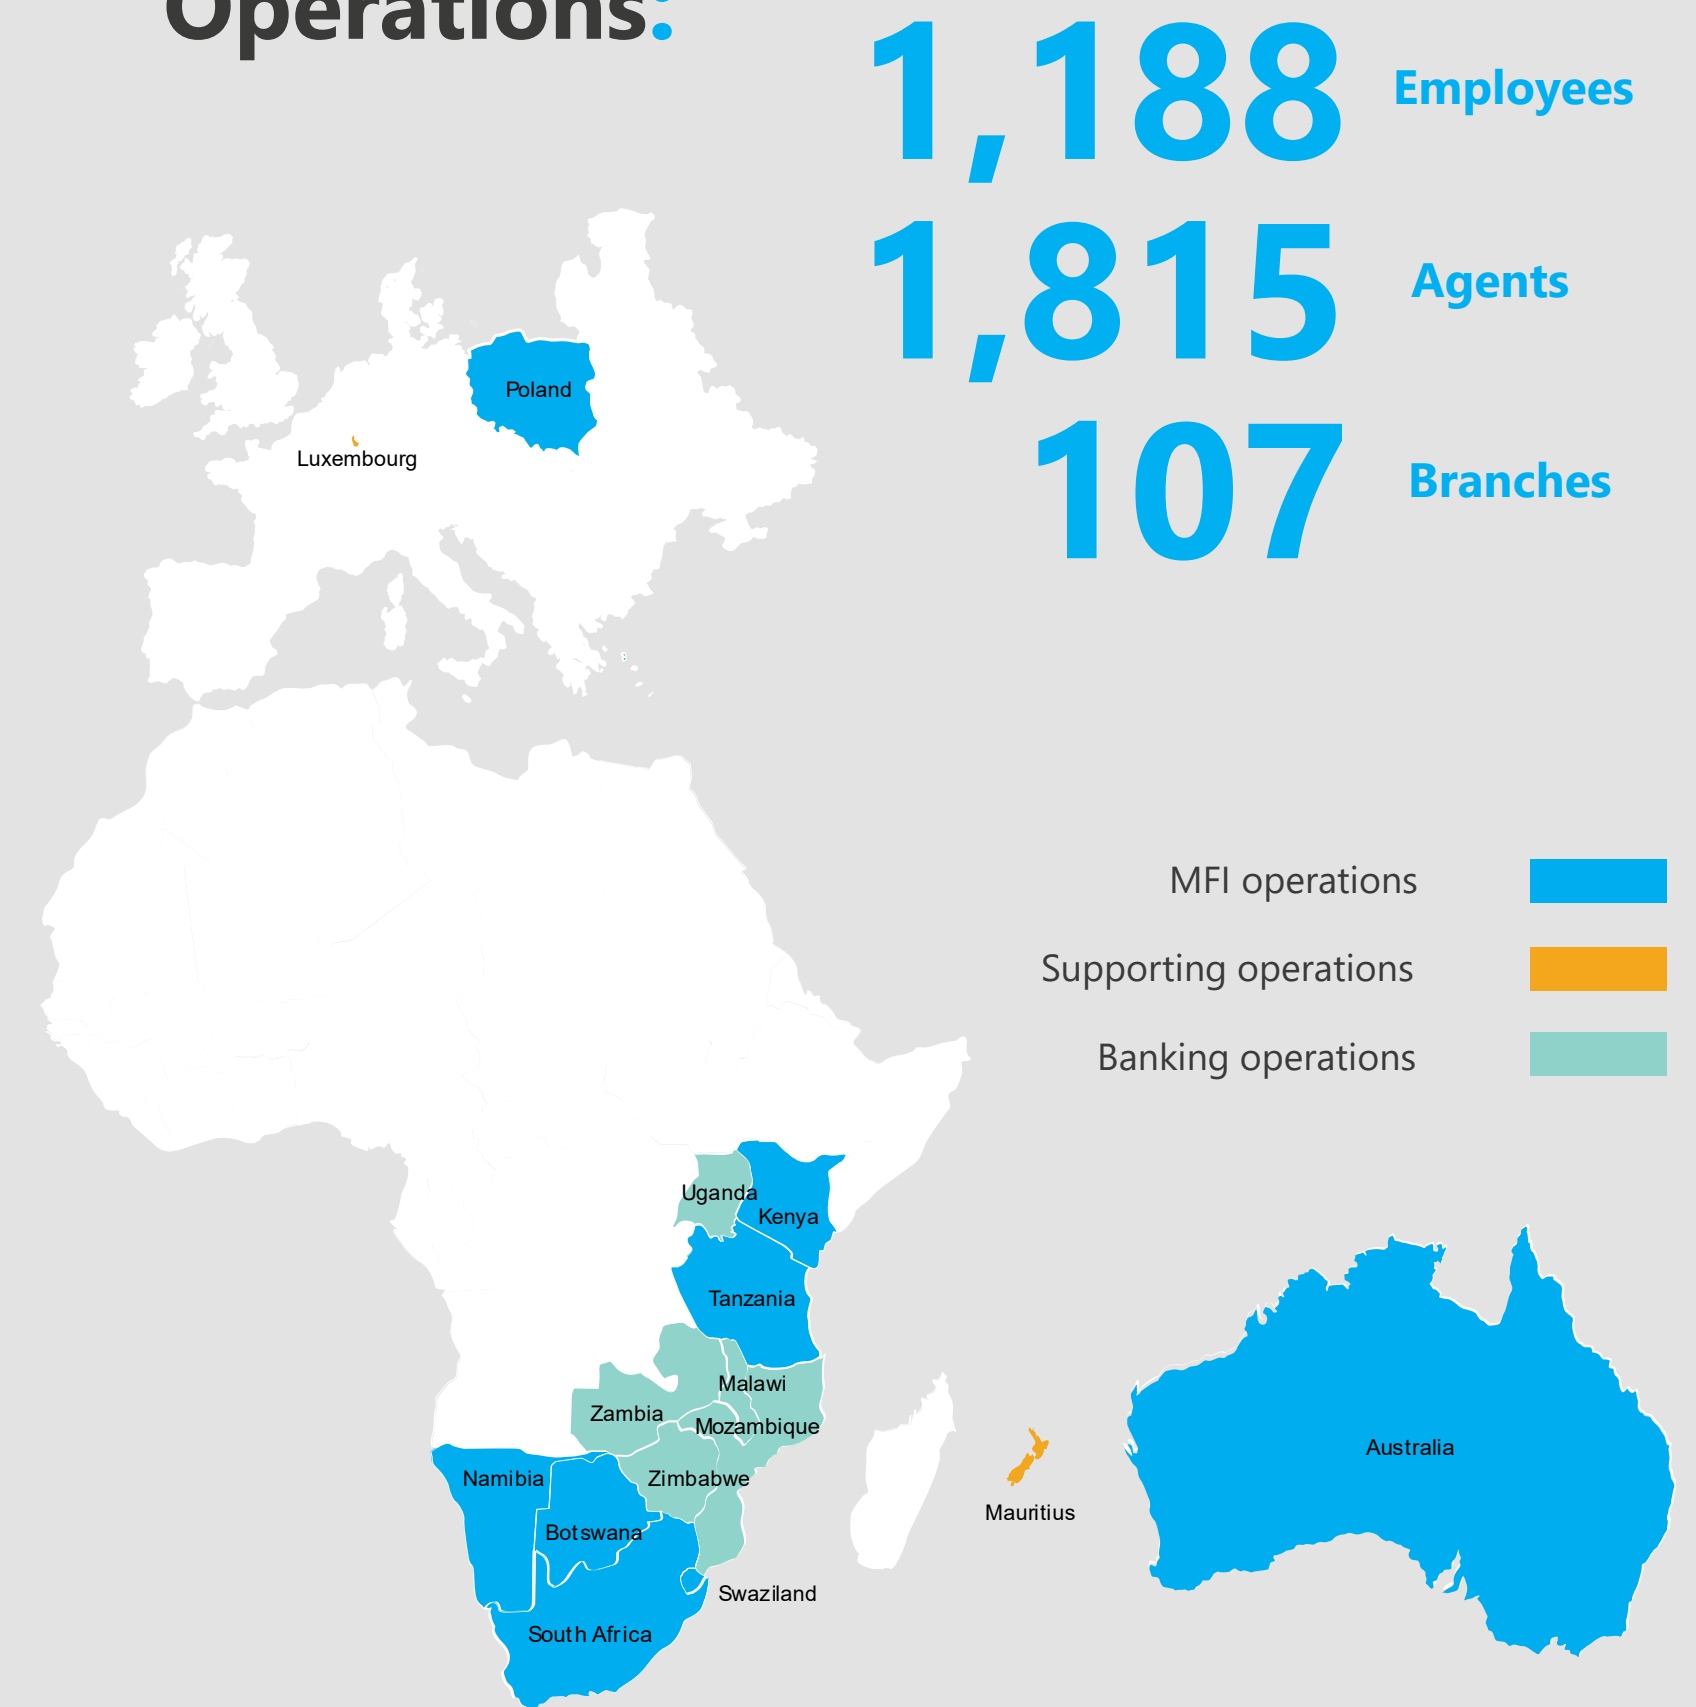 Operations:
1,188 Employees
1,815 Agents
107 Branches
Poland
Luxembourg
MFI operations
Supporting operations
Banking operations
Uganda
Kenya
Tanzania
Malawi
Zambia
Mozambique
Namibia
Zimbabwe
Botswana
Swaziland
South Africa
Mauritius
Australia